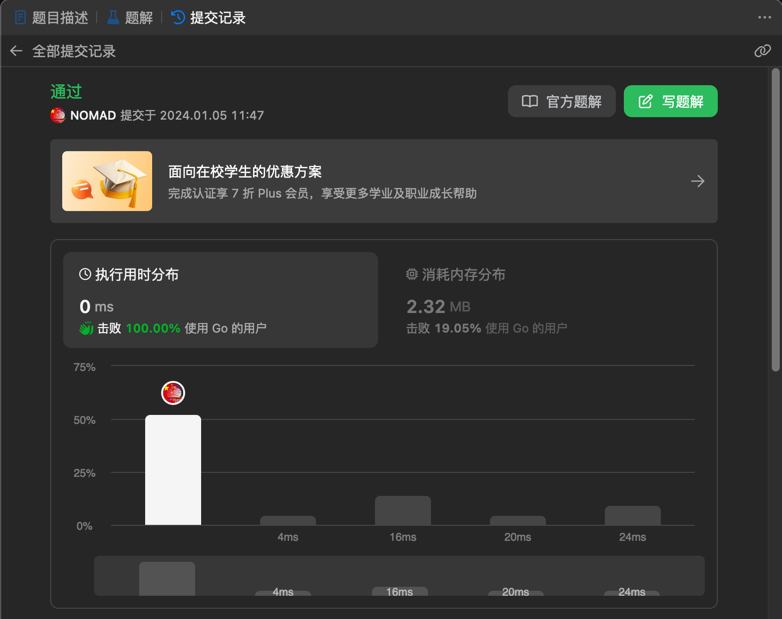 题目描述 题解 提交记录
全部提交记录
通过
NOMAD 提交于 2024.01.05 11:47
官方题解
写题解
面向在校学生的优惠方案
完成认证享 7 折 Plus 会员，享受更多学业及职业成长帮助
执行用时分布
0 ms
击败 100.00% 使用 Go 的用户
消耗内存分布
2.32 MB
击败 19.05% 使用 Go 的用户
75%
50%
25%
0%
4ms 16ms 20ms 24ms
4ms 16ms 20ms 24ms